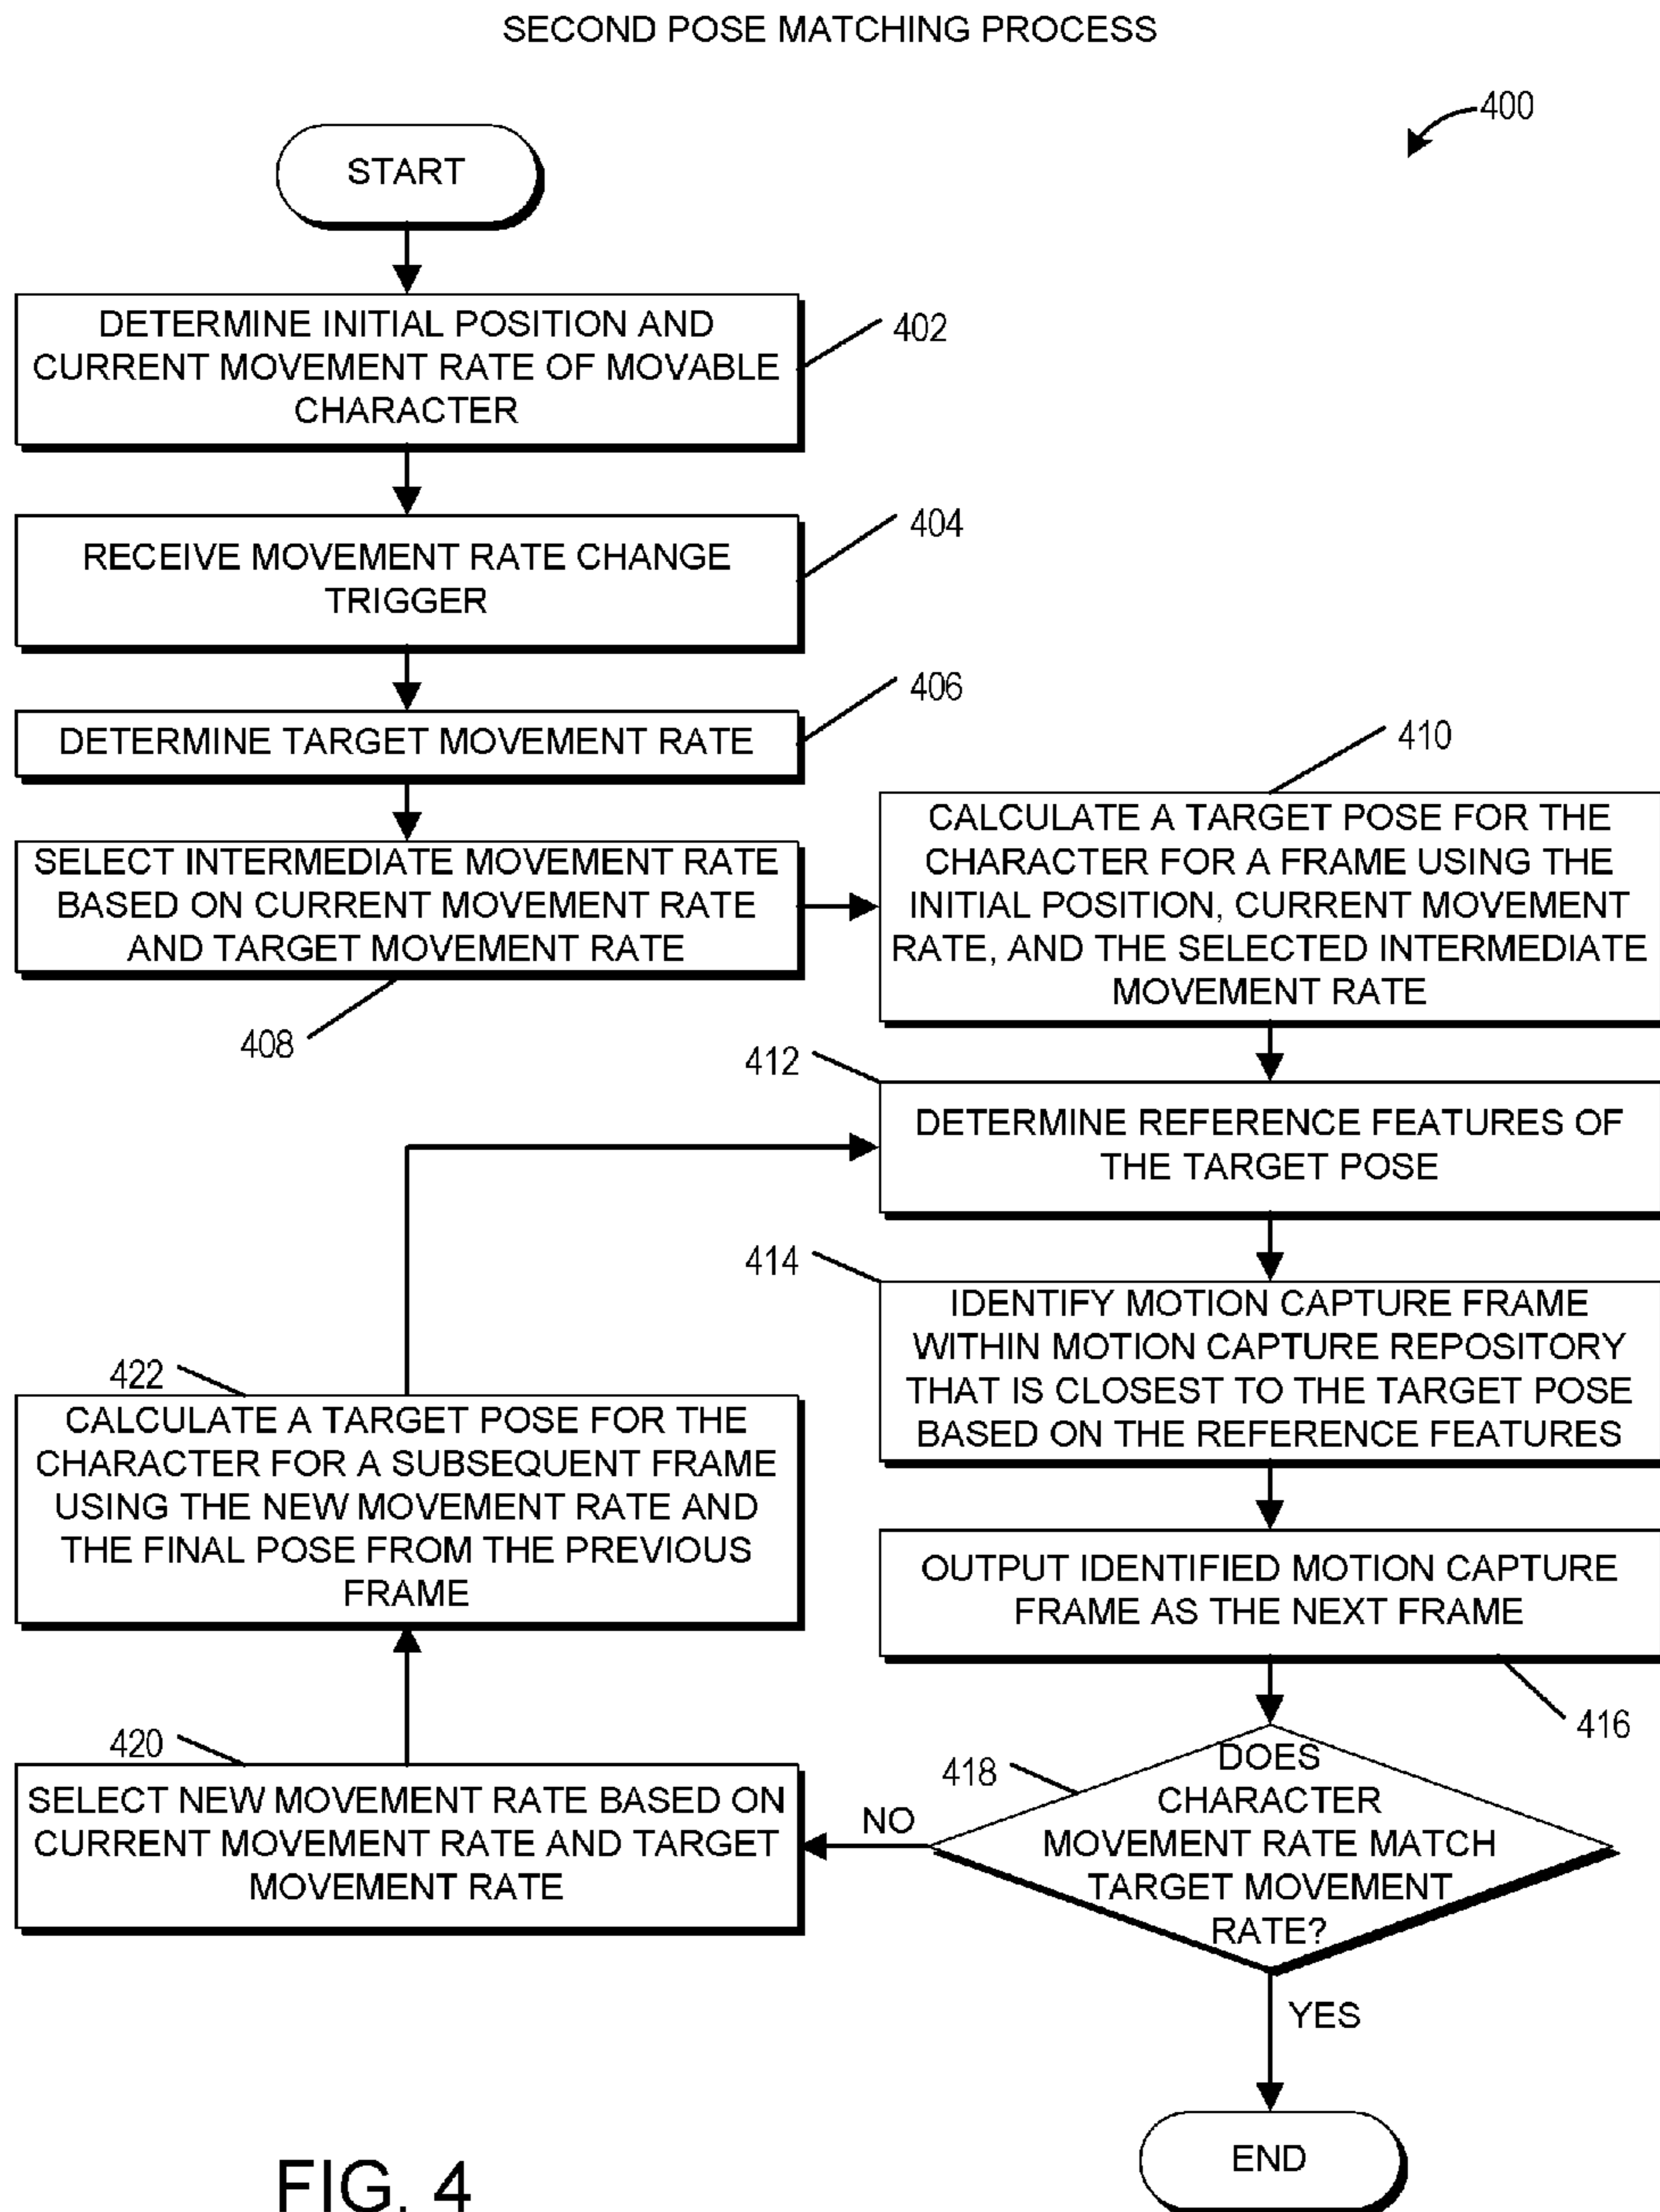 SECOND POSE MATCHING PROCESS
400
START
DETERMINE INITIAL POSITION AND
CURRENT MOVEMENT RATE OF MOVABLE
CHARACTER
402
RECEIVE MOVEMENT RATE CHANGE
TRIGGER
404
DETERMINE TARGET MOVEMENT RATE
406
SELECT INTERMEDIATE MOVEMENT RATE
BASED ON CURRENT MOVEMENT RATE
AND TARGET MOVEMENT RATE
408
410
CALCULATE A TARGET POSE FOR THE
CHARACTER FOR A FRAME USING THE
INITIAL POSITION, CURRENT MOVEMENT
RATE, AND THE SELECTED INTERMEDIATE
MOVEMENT RATE
412
DETERMINE REFERENCE FEATURES OF
THE TARGET POSE
414
IDENTIFY MOTION CAPTURE FRAME
WITHIN MOTION CAPTURE REPOSITORY
THAT IS CLOSEST TO THE TARGET POSE
BASED ON THE REFERENCE FEATURES
OUTPUT IDENTIFIED MOTION CAPTURE
FRAME AS THE NEXT FRAME
416
418
DOES
CHARACTER
MOVEMENT RATE MATCH
TARGET MOVEMENT
RATE?
NO
420
SELECT NEW MOVEMENT RATE BASED ON
CURRENT MOVEMENT RATE AND TARGET
MOVEMENT RATE
422
CALCULATE A TARGET POSE FOR THE
CHARACTER FOR A SUBSEQUENT FRAME
USING THE NEW MOVEMENT RATE AND
THE FINAL POSE FROM THE PREVIOUS
FRAME
YES
END
FIG. 4